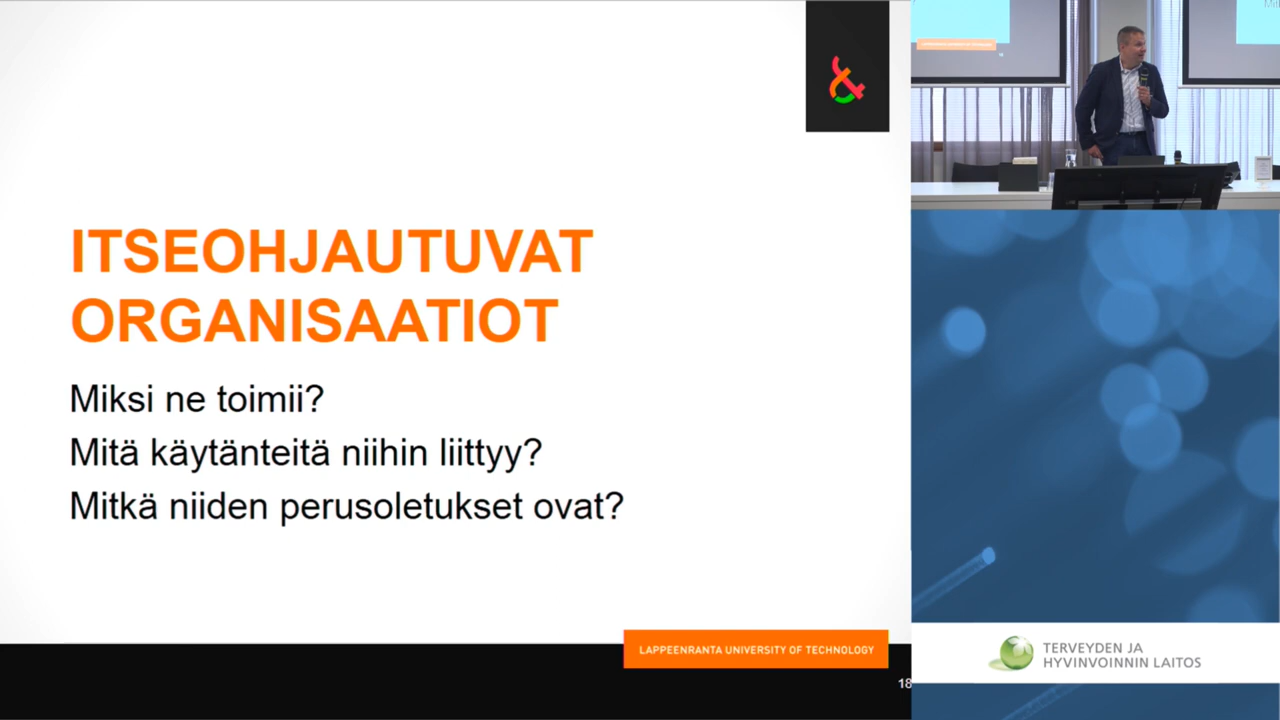 ITSEOHJAUTUVAT
ORGANISAATIOT
Miksi ne toimii?
Mitä käytänteitä niihin liittyy?
Mitkä niiden perusoletukset ovat?
LAPPEENRANTA UNIVERSITY OF TECHNOLOGY
18
TERVEYDEN JA
HYVINVOINNIN LAITOS